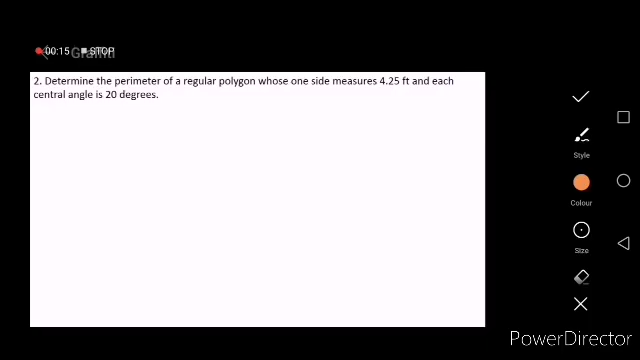 00:15 STOP
Graffiti
2. Determine the perimeter of a regular polygon whose one side measures 4.25 ft and each
central angle is 20 degrees.
Style
Colour
Size
PowerDirector